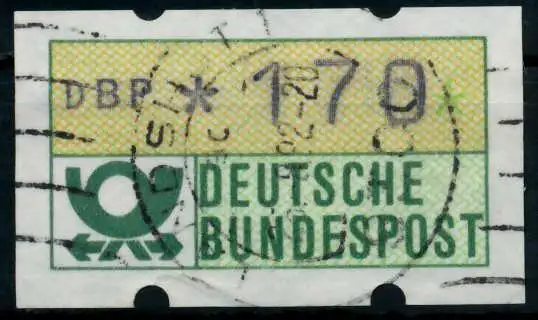 DBP * 170 *
DEUTSCHE
BUNDESPOST